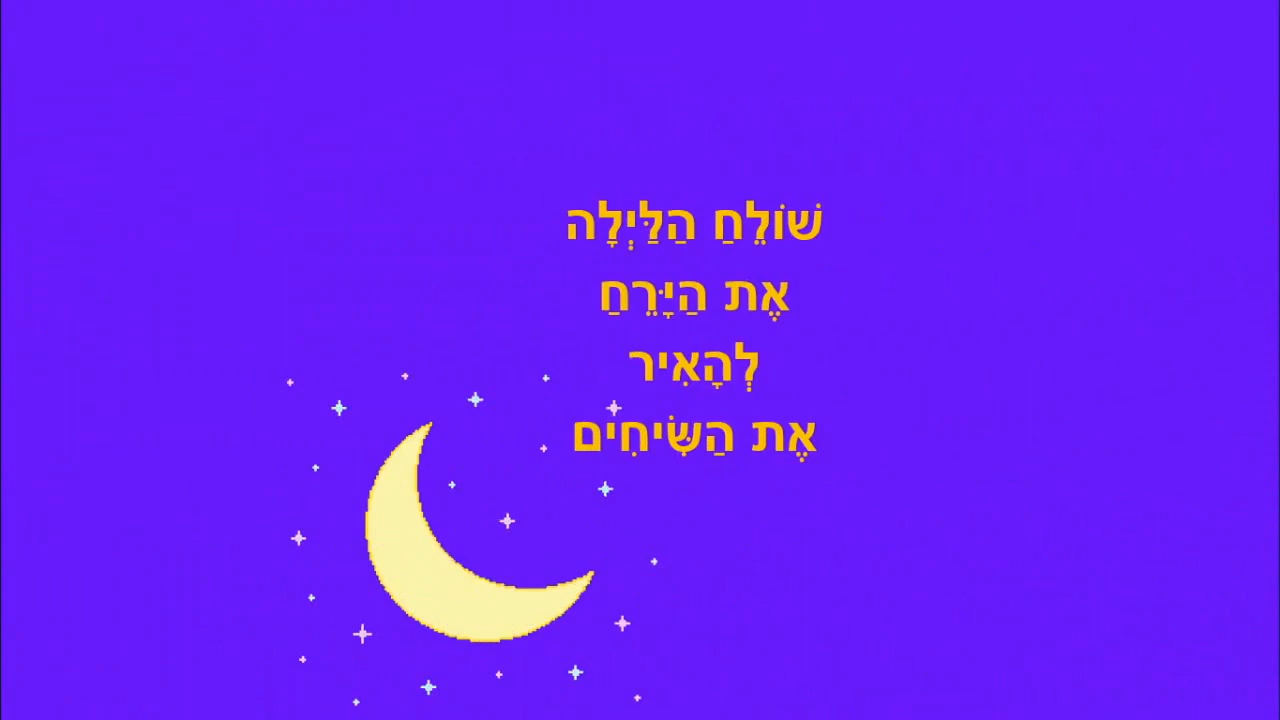 שׁוֹלֵחַ הַלַּיְלָה
אֶת הַיָּרֵחַ
לְהָאִיר
אֶת הַשִּׂיחִים